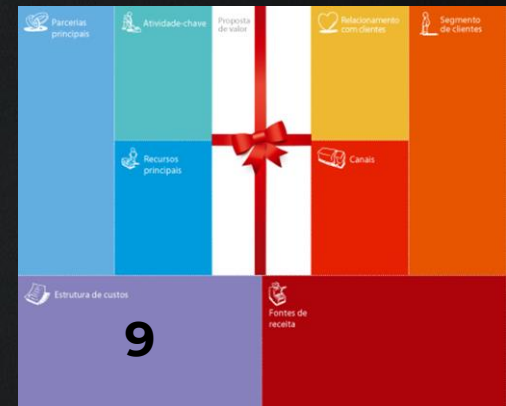 Parcerias
principais
Atividade-chave
Proposta
de valor
Relacionamento
com clientes
Segmento
de clientes
Recursos
principais
Canais
Estrutura de custos
9
Fontes de
receita